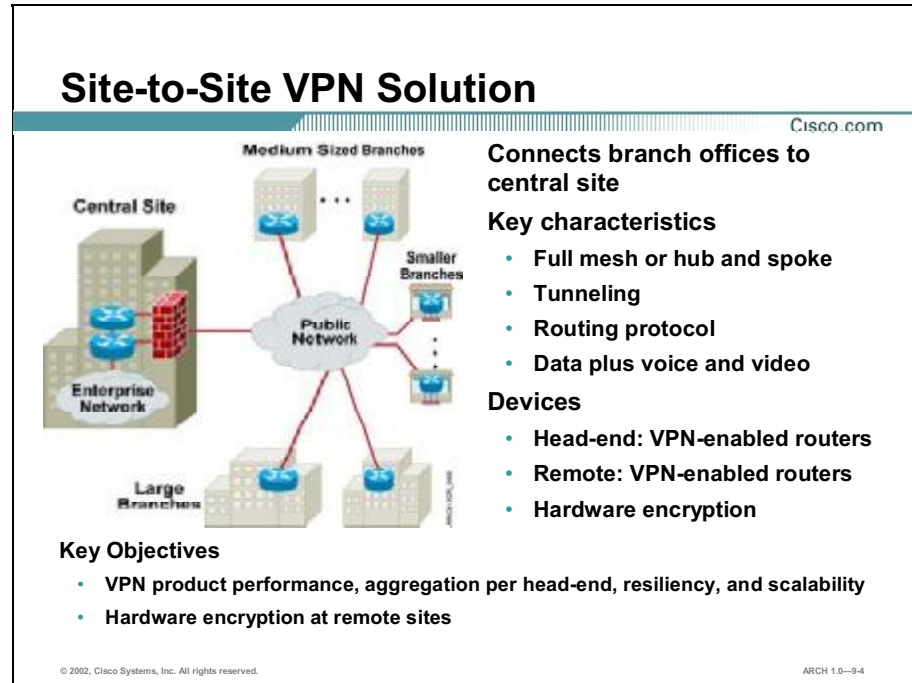 Site-to-Site VPN Solution
Cisco.com
Medium Sized Branches
Central Site
Smaller
Branches
Public
Network
Enterprise
Network
Large
Branches
Connects branch offices to
central site
Key characteristics
• Full mesh or hub and spoke
• Tunneling
• Routing protocol
• Data plus voice and video
Devices
• Head-end: VPN-enabled routers
• Remote: VPN-enabled routers
• Hardware encryption
Key Objectives
• VPN product performance, aggregation per head-end, resiliency, and scalability
• Hardware encryption at remote sites
© 2002, Cisco Systems, Inc. All rights reserved.
ARCH 1.0—9-4